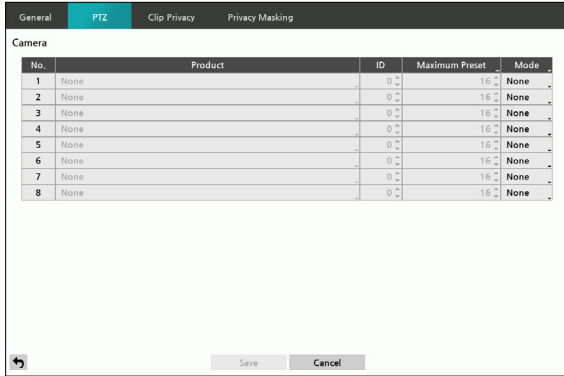 General PTZ Clip Privacy Privacy Masking
Camera
No. Product ID Maximum Preset Mode
1 None 0 16 None
2 None 0 16 None
3 None 0 16 None
4 None 0 16 None
5 None 0 16 None
6 None 0 16 None
7 None 0 16 None
8 None 0 16 None
Save Cancel